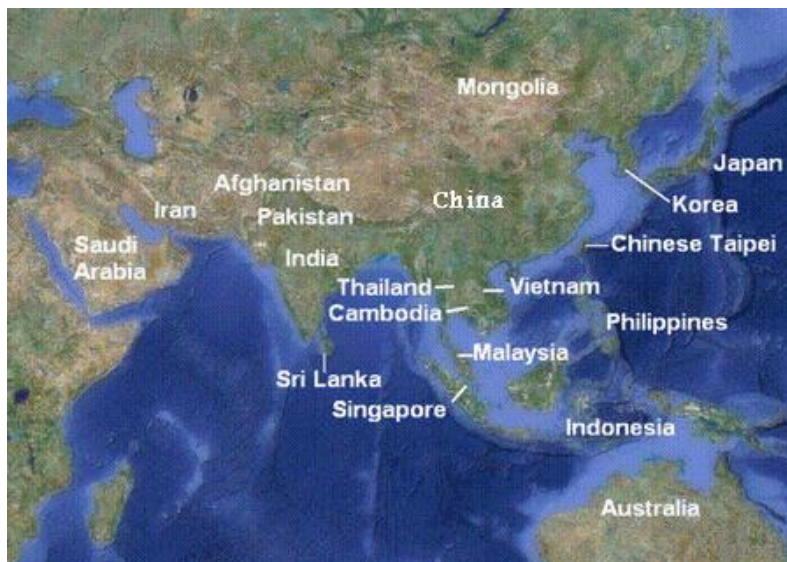 Mongolia
Japan
Afghanistan
China
Korea
Iran
Pakistan
Saudi
Arabia
India
Chinese Taipei
Thailand
Vietnam
Cambodia
Philippines
Malaysia
Sri Lanka
Singapore
Indonesia
Australia